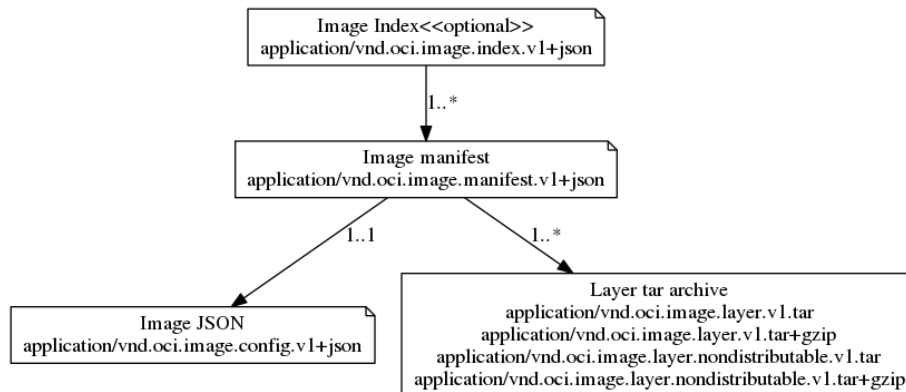 Image Index<<optional>>
application/vnd.oci.image.index.v1+json
1..*
Image manifest
application/vnd.oci.image.manifest.v1+json
1..1
1..*
Image JSON
application/vnd.oci.image.config.v1+json
Layer tar archive
application/vnd.oci.image.layer.v1.tar
application/vnd.oci.image.layer.v1.tar+gzip
application/vnd.oci.image.layer.nondistributable.v1.tar
application/vnd.oci.image.layer.nondistributable.v1.tar+gzip